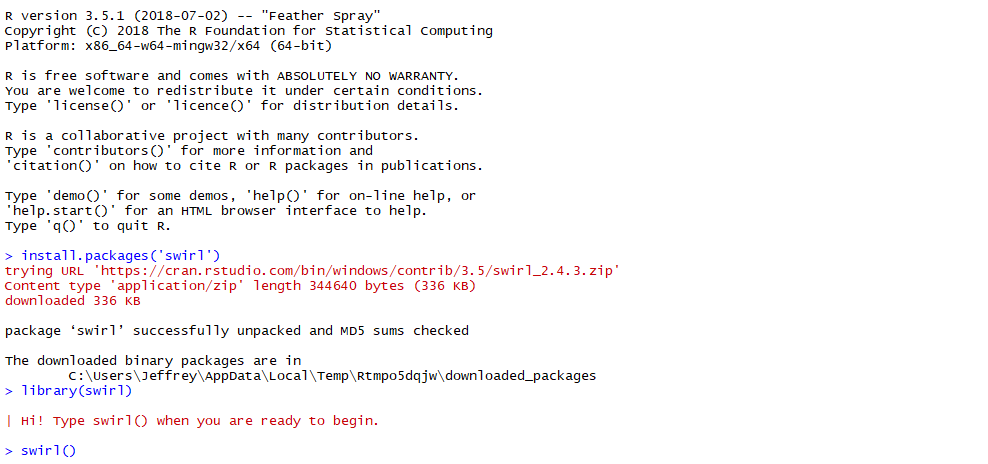 R version 3.5.1 (2018-07-02) -- "Feather Spray"
Copyright (C) 2018 The R Foundation for Statistical Computing
Platform: x86_64-w64-mingw32/x64 (64-bit)
R is free software and comes with ABSOLUTELY NO WARRANTY.
You are welcome to redistribute it under certain conditions.
Type 'license()' or 'licence()' for distribution details.
R is a collaborative project with many contributors.
Type 'contributors()' for more information and
'citation()' on how to cite R or R packages in publications.
Type 'demo()' for some demos, 'help()' for on-line help, or
'help.start()' for an HTML browser interface to help.
Type 'q()' to quit R.
> install.packages('swirl')
trying URL 'https://cran.rstudio.com/bin/windows/contrib/3.5/swirl_2.4.3.zip'
Content type 'application/zip' length 344640 bytes (336 KB)
downloaded 336 KB
package ‘swirl’ successfully unpacked and MD5 sums checked
The downloaded binary packages are in
C:\Users\Jeffrey\AppData\Local\Temp\Rtmpo5dqjw\downloaded_packages
> library(swirl)
| Hi! Type swirl() when you are ready to begin.
> swirl()